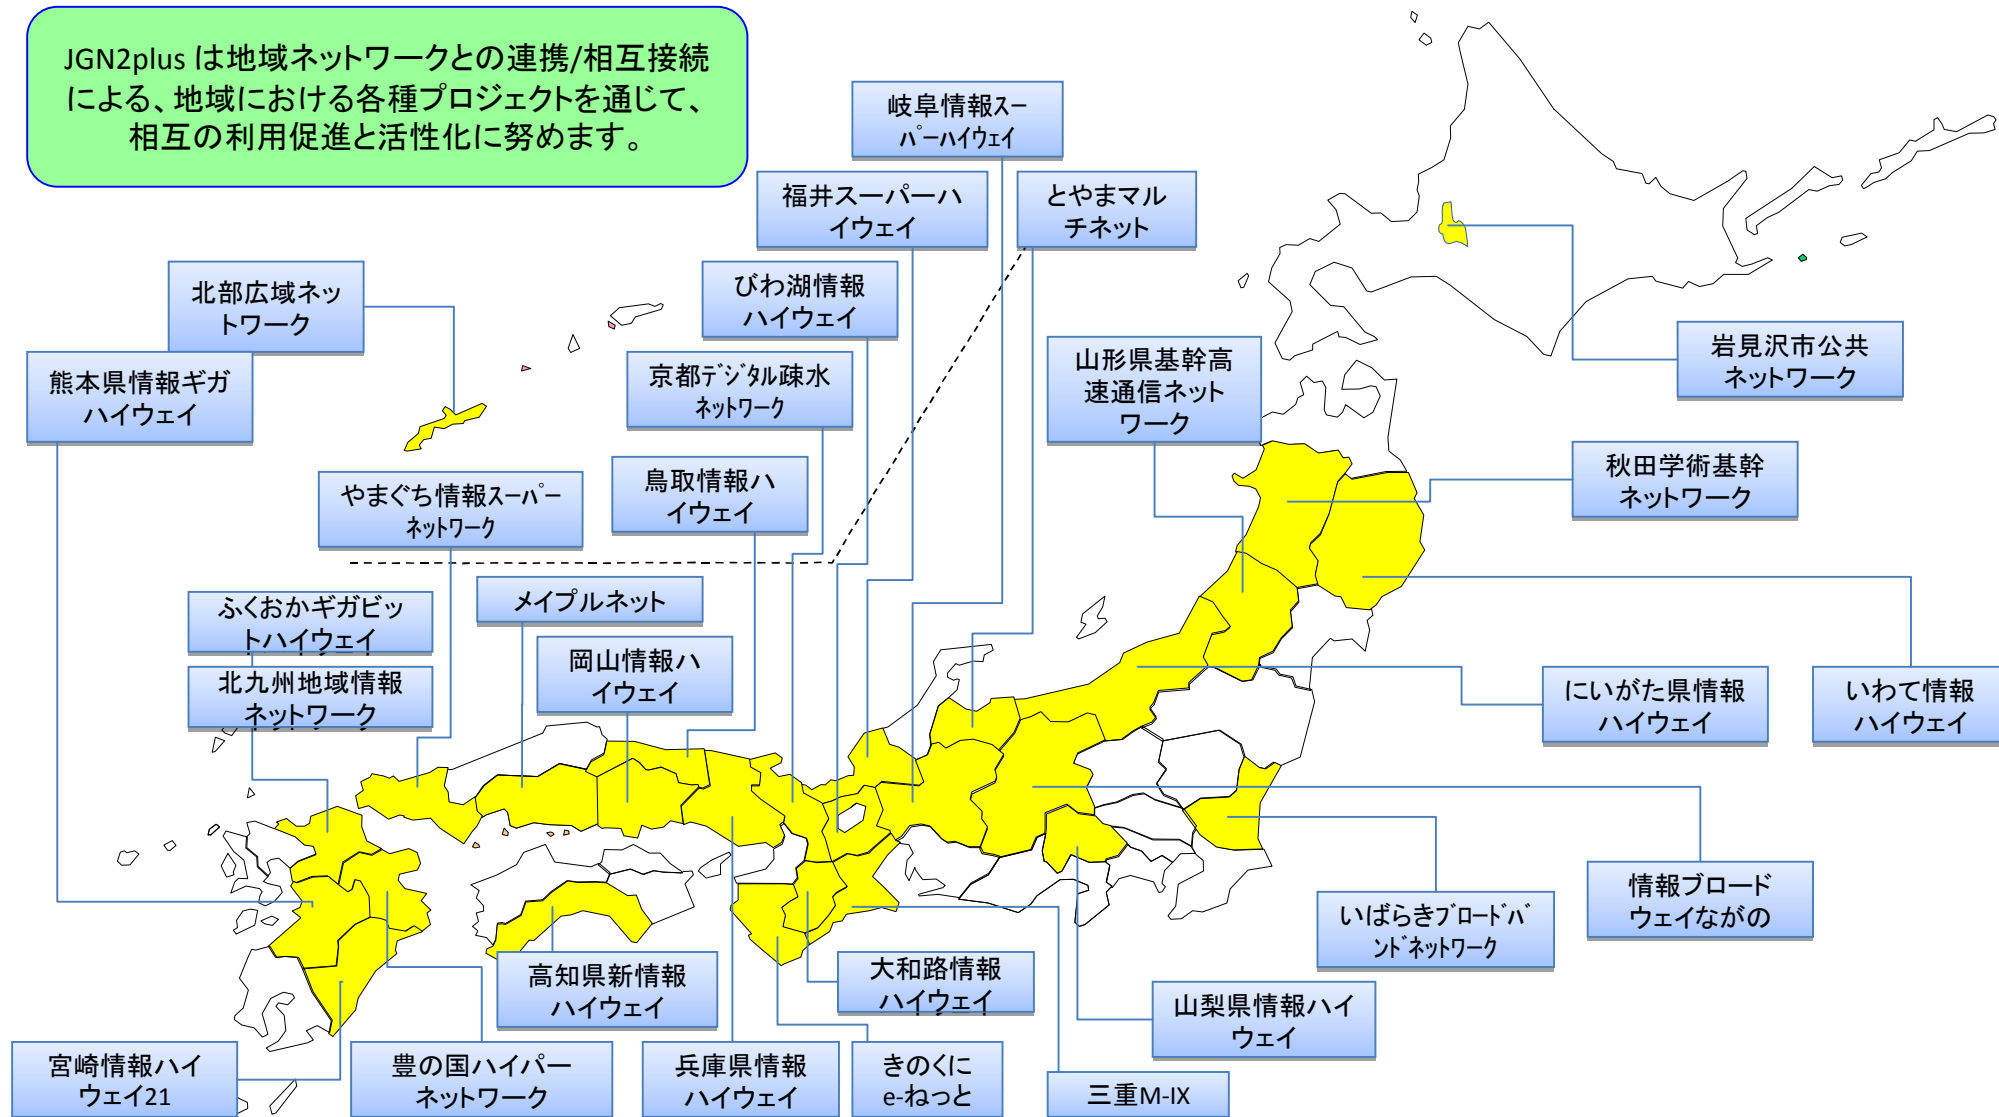 JGN2plus は地域ネットワークとの連携/相互接続
による、地域における各種プロジェクトを通じて、
相互の利用促進と活性化に努めます。
岐阜情報スー
パーハイウェイ
福井スーパーハ
イウェイ
とやまマル
チネット
北部広域ネッ
トワーク
びわ湖情報
ハイウェイ
熊本県情報ギガ
ハイウェイ
京都デジタル疎水
ネットワーク
山形県基幹高
速通信ネット
ワーク
岩見沢市公共
ネットワーク
やまぐち情報スーパー
ネットワーク
鳥取情報ハ
イウェイ
秋田学術基幹
ネットワーク
ふくおかギガビッ
トハイウェイ
メイプルネット
北九州地域情報
ネットワーク
岡山情報ハ
イウェイ
にいがた県情報
ハイウェイ
いわて情報
ハイウェイ
情報ブロード
ウェイながの
いばらきブロードバ
ンドネットワーク
高知県新情報
ハイウェイ
大和路情報
ハイウェイ
山梨県情報ハイ
ウェイ
宮崎情報ハイ
ウェイ21
豊の国ハイパー
ネットワーク
兵庫県情報
ハイウェイ
きのくに
e-ねっと
三重M-IX